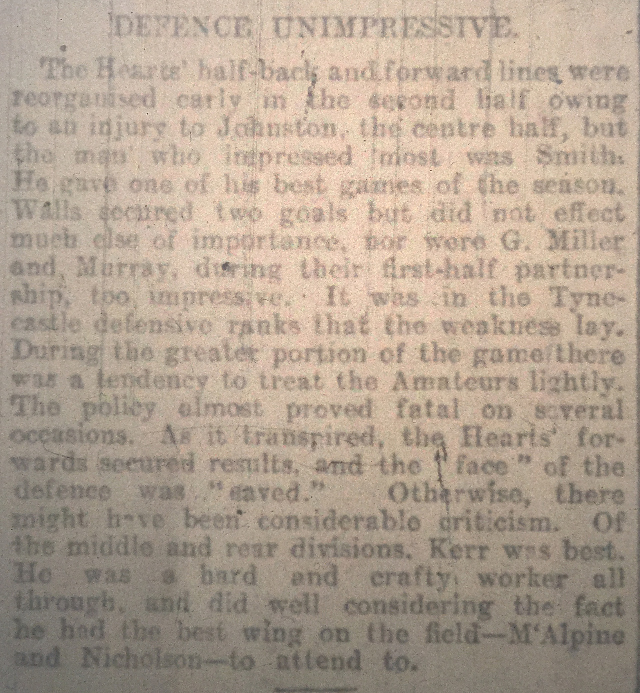 DEFENCE UNIMPRESSIVE.
The Hearts' half-back and forward lines were
reorganised early in the second half owing
to an injury to Johnston, the centre half, but
the man who impressed most was Smith.
He gave one of his best games of the season.
Walls secured two goals but did not effect
much else of importance, nor were G. Miller
and Murray, during their first-half partner-
ship, too impressive. It was in the Tyne-
castle defensive ranks that the weakness lay.
During the greater portion of the game there
was a tendency to treat the Amateurs lightly.
The policy almost proved fatal on several
occasions. As it transpired, the Hearts' for-
wards secured results, and the "face" of the
defence was "saved." Otherwise, there
might have been considerable criticism. Of
the middle and rear divisions, Kerr was best.
He was a hard and crafty worker all
through, and did well considering the fact
he had the best wing on the field—M'Alpine
and Nicholson—to attend to.